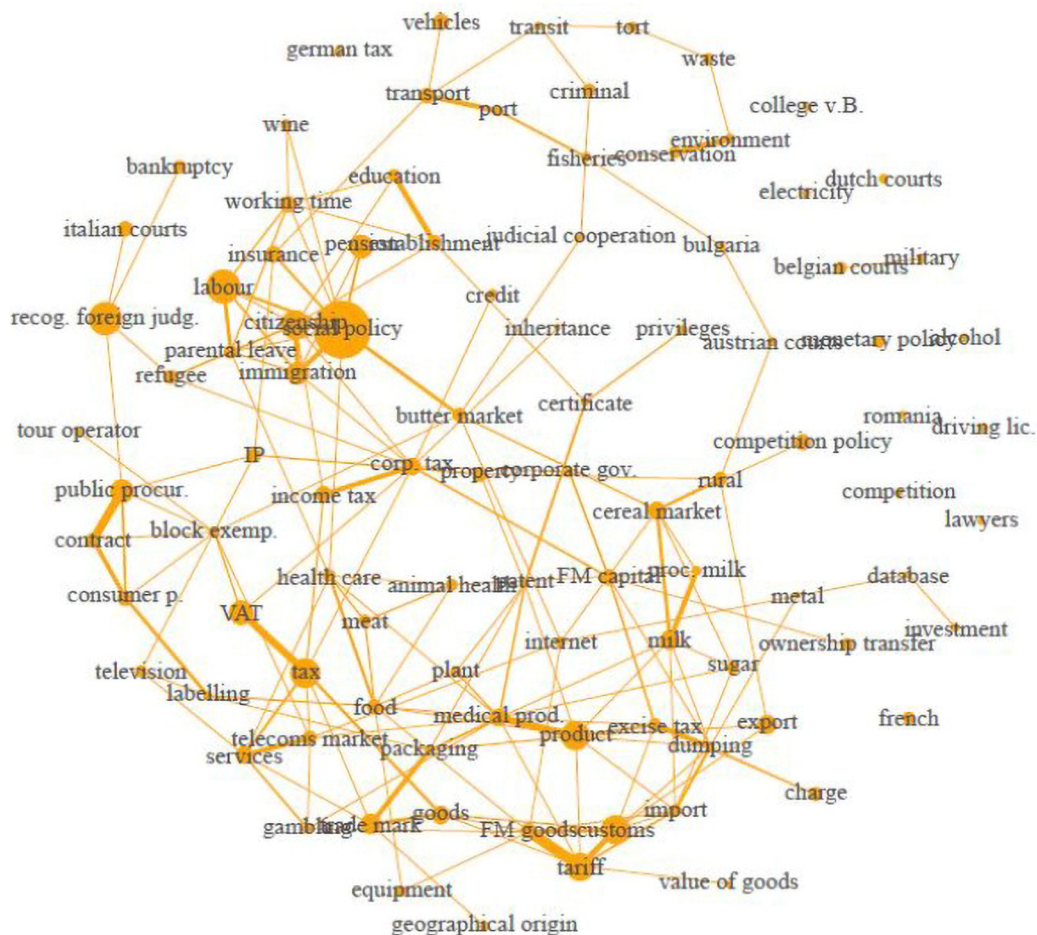 vehicles
transit
tort
german tax
waste
transport
port
criminal
college v.B.
wine
environment
conservation
fisheries
bankruptcy
education
dutch courts
electricity
working time
italian courts
pension
establishment
judicial cooperation
bulgaria
insurance
military
belgian courts
labour
credit
recog. foreign judg.
citizenship
social policy
inheritance
privileges
austrian courts
monetary policy
alcohol
parental leave
refugee
immigration
butter market
certificate
romania
driving lic.
tour operator
competition policy
IP
corp. tax
property
corporate gov.
rural
public procur.
income tax
competition
cereal market
lawyers
block exemp.
contract
health care
animal health
patent
FM capital
proc. milk
database
consumer p.
metal
VAT
meat
investment
internet
milk
ownership transfer
television
tax
plant
sugar
labelling
food
medical prod.
french
excise tax
export
telecoms market
product
services
packaging
dumping
charge
goods
import
gambling
trade mark
FM goods
customs
tariff
equipment
value of goods
geographical origin